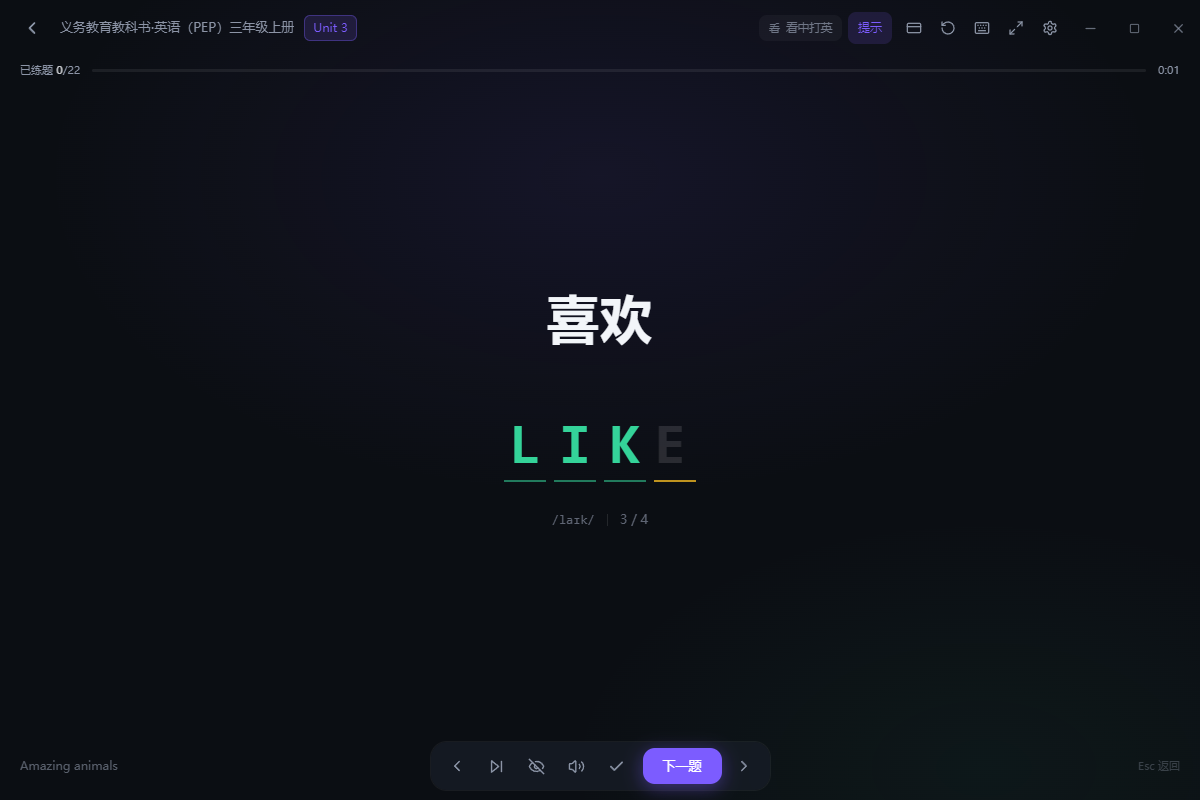 义务教育教科书·英语（PEP）三年级上册 Unit 3 看中打英 提示
已练题 0/22 0:01
喜欢
LIKE
/laɪk/ 3 / 4
Amazing animals 下一题 Esc 返回